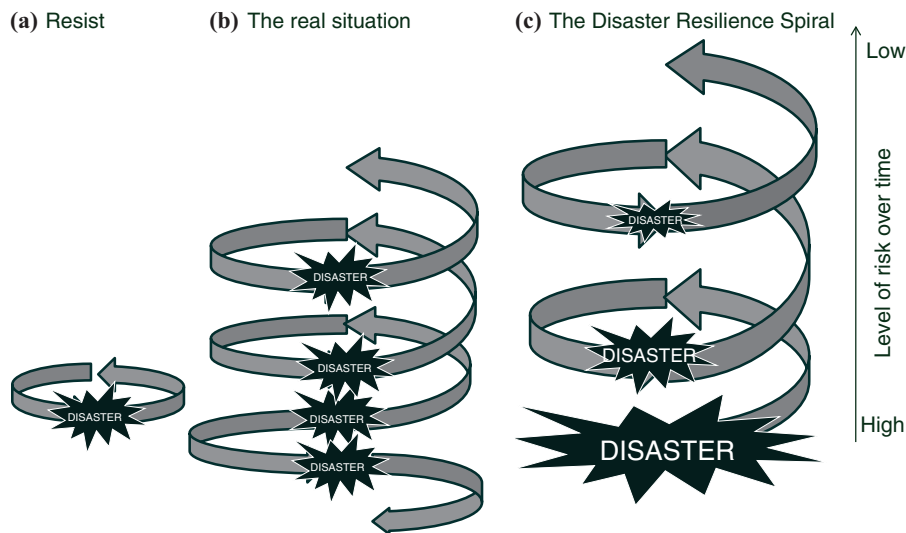 (a) Resist
(b) The real situation
(c) The Disaster Resilience Spiral
DISASTER
DISASTER
DISASTER
DISASTER
DISASTER
DISASTER
DISASTER
DISASTER
Low
Level of risk over time
High